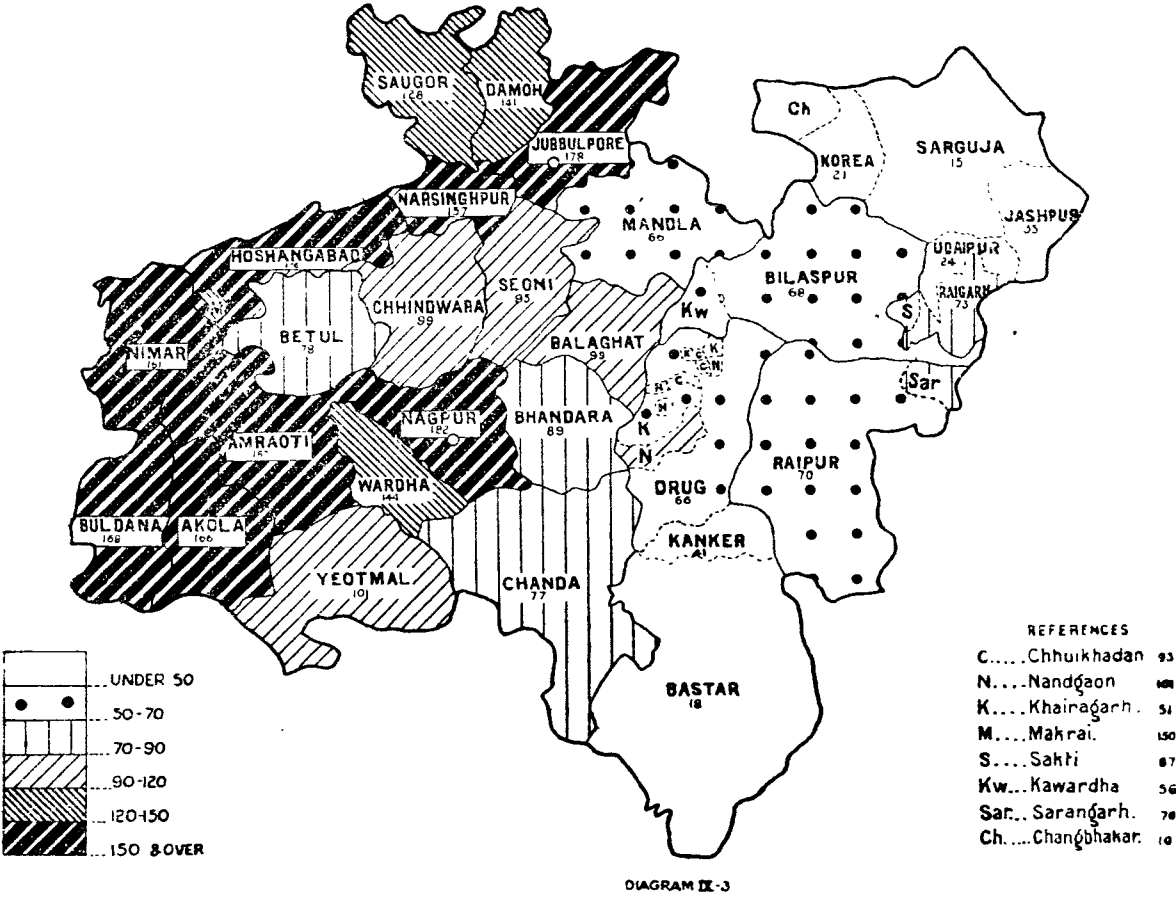 SAUGOR
128
DAMOH
141
JUBBULPORE
178
NARSINGHPUR
157
HOSHANGABAD
MANDLA
66
Ch
KOREA
21
SARGUJA
15
JASHPUR
33
UDAIPUR
24
RAIGARH
73
BILASPUR
68
S
Kw
SEONI
95
CHHINDWARA
99
BETUL
78
NIMAR
161
BALAGHAT
99
BHANDARA
89
NAGPUR
182
AMRAOTI
WARDHA
144
BULDANA
168
AKOLA
166
YEOTMAL
101
CHANDA
77
K
N
C
K
N
DRUG
66
RAIPUR
70
Sar
KANKER
41
BASTAR
18
UNDER 50
50-70
70-90
90-120
120-150
150 & OVER
REFERENCES
C.....Chhuikhadan 93
N....Nandgaon
K....Khairagarh. 51
M....Makrai. 150
S....Sakti 87
Kw...Kawardha 56
Sar...Sarangarh. 70
Ch.....Changbhakar.
DIAGRAM IX-3